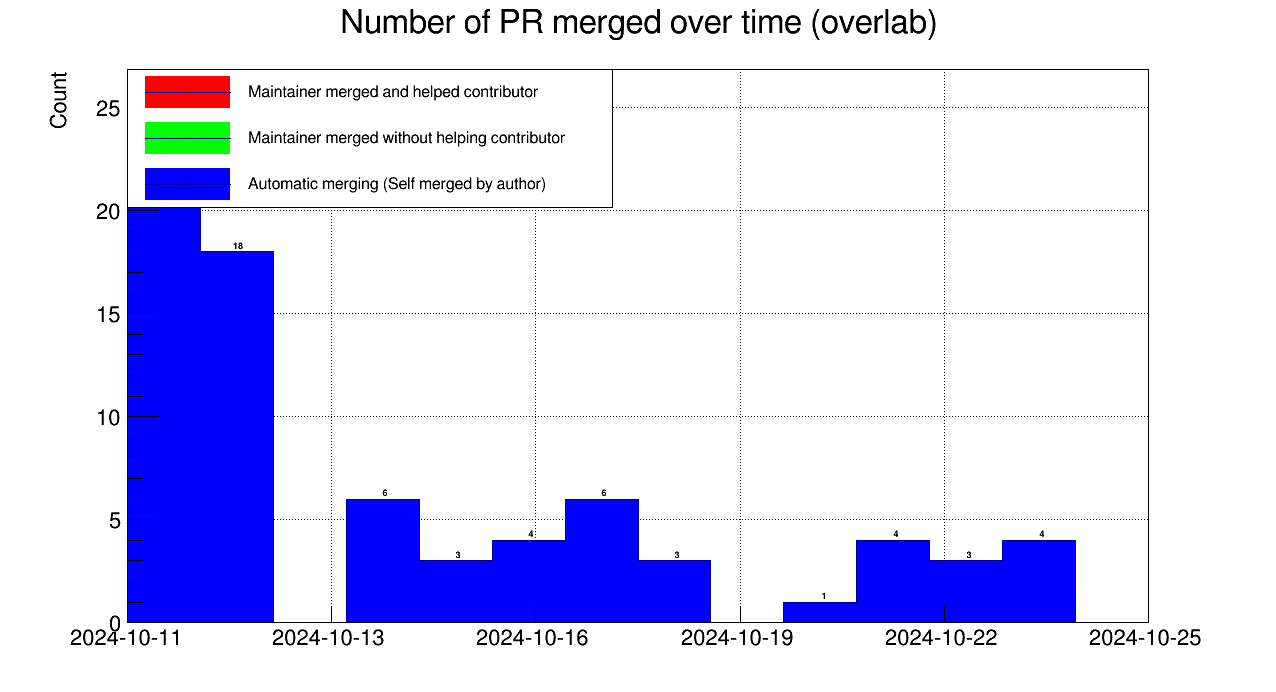 Number of PR merged over time (overlab)
Count
Maintainer merged and helped contributor
Maintainer merged without helping contributor
Automatic merging (Self merged by author)
25
20
15
10
5
0
18
6
3
4
6
3
1
4
3
4
2024-10-11 2024-10-13 2024-10-16 2024-10-19 2024-10-22 2024-10-25